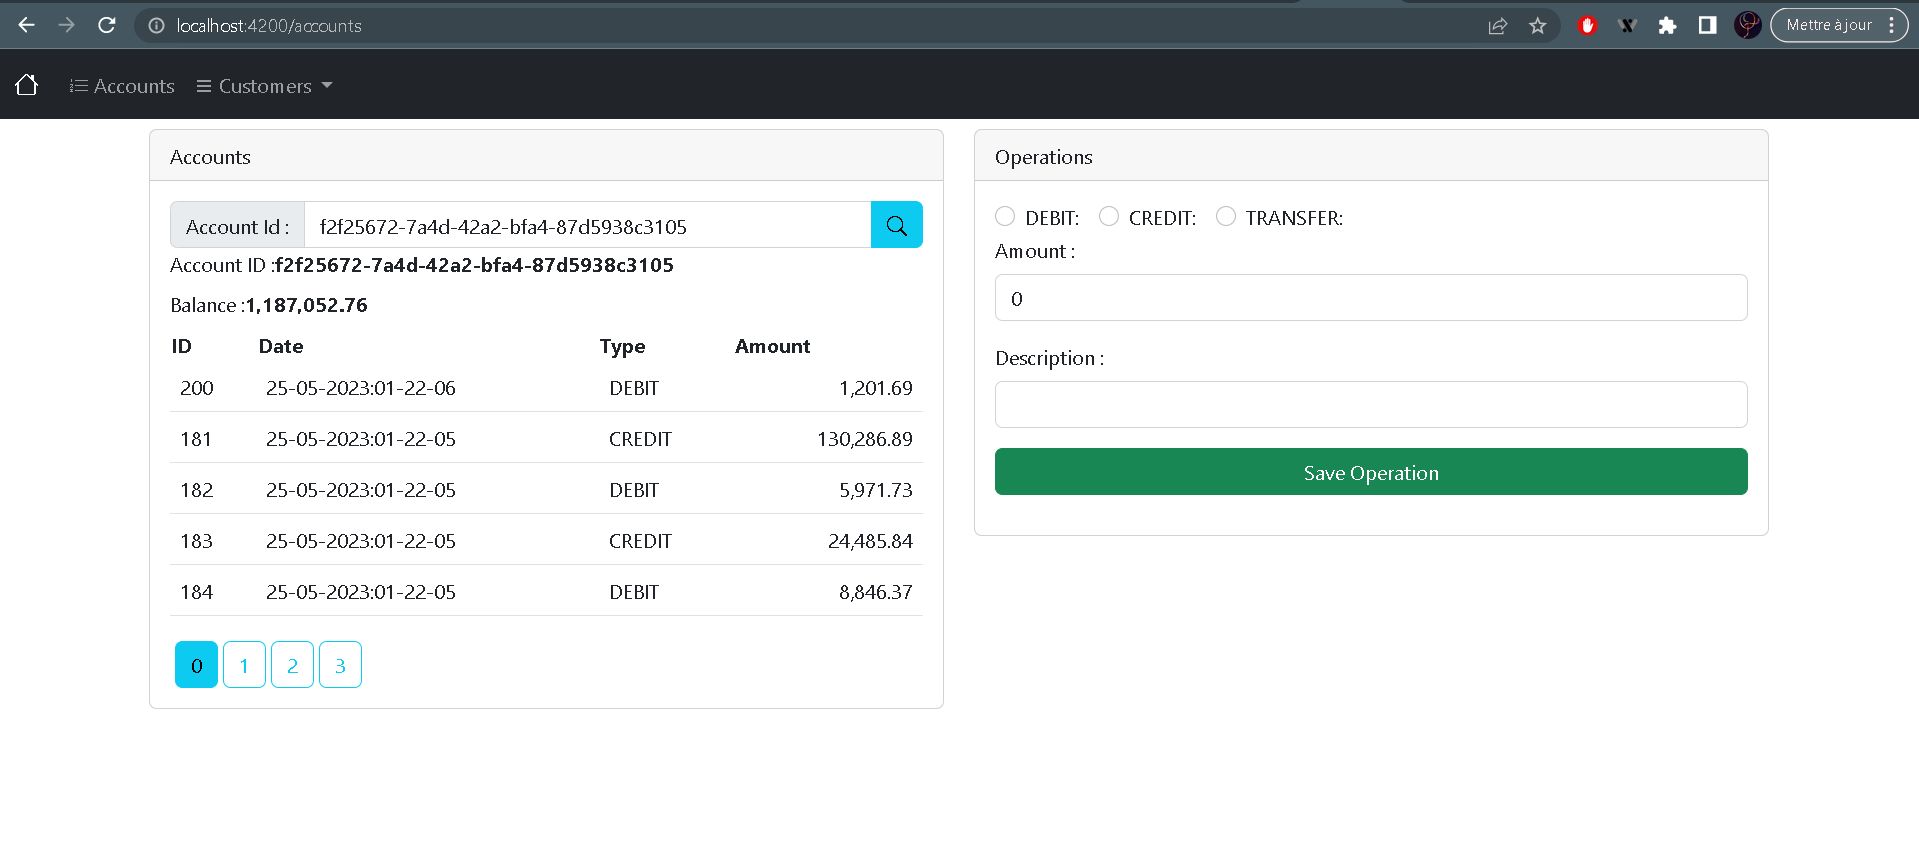 localhost:4200/accounts
Mettre à jour
Accounts Customers
Accounts
Account Id : f2f25672-7a4d-42a2-bfa4-87d5938c3105
Account ID :f2f25672-7a4d-42a2-bfa4-87d5938c3105
Balance :1,187,052.76
ID Date Type Amount
200 25-05-2023:01-22-06 DEBIT 1,201.69
181 25-05-2023:01-22-05 CREDIT 130,286.89
182 25-05-2023:01-22-05 DEBIT 5,971.73
183 25-05-2023:01-22-05 CREDIT 24,485.84
184 25-05-2023:01-22-05 DEBIT 8,846.37
0 1 2 3
Operations
DEBIT: CREDIT: TRANSFER:
Amount :
0
Description :
Save Operation